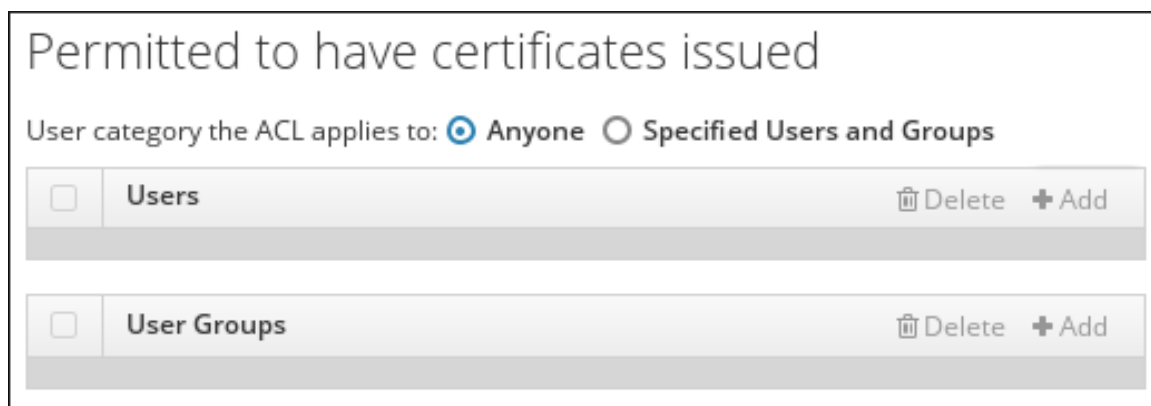 Permitted to have certificates issued
User category the ACL applies to: Anyone Specified Users and Groups
Users Delete Add
User Groups Delete Add